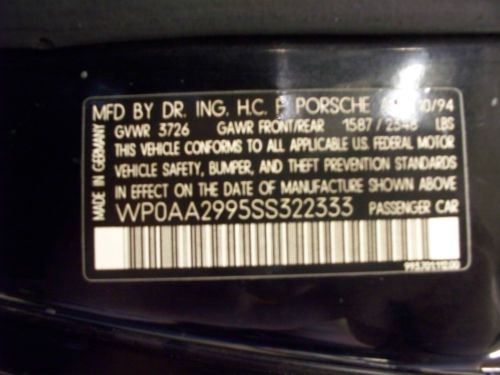 MADE IN GERMANY
MFD BY DR. ING. H.C. F. PORSCHE 10/94
GVWR 3726 GAWR FRONT/REAR 1587 / 2348 LBS
THIS VEHICLE CONFORMS TO ALL APPLICABLE U.S. FEDERAL MOTOR
VEHICLE SAFETY, BUMPER, AND THEFT PREVENTION STANDARDS
IN EFFECT ON THE DATE OF MANUFACTURE SHOWN ABOVE.
WP0AA2995SS322333 PASSENGER CAR